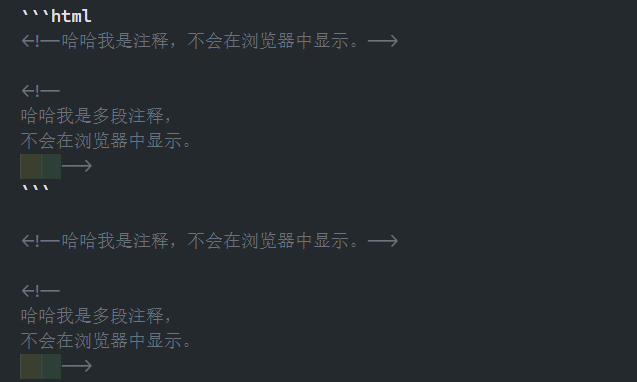 ```html
<!--哈哈我是注释，不会在浏览器中显示。-->
<!--
哈哈我是多段注释，
不会在浏览器中显示。
-->
```
<!--哈哈我是注释，不会在浏览器中显示。-->
<!--
哈哈我是多段注释，
不会在浏览器中显示。
-->